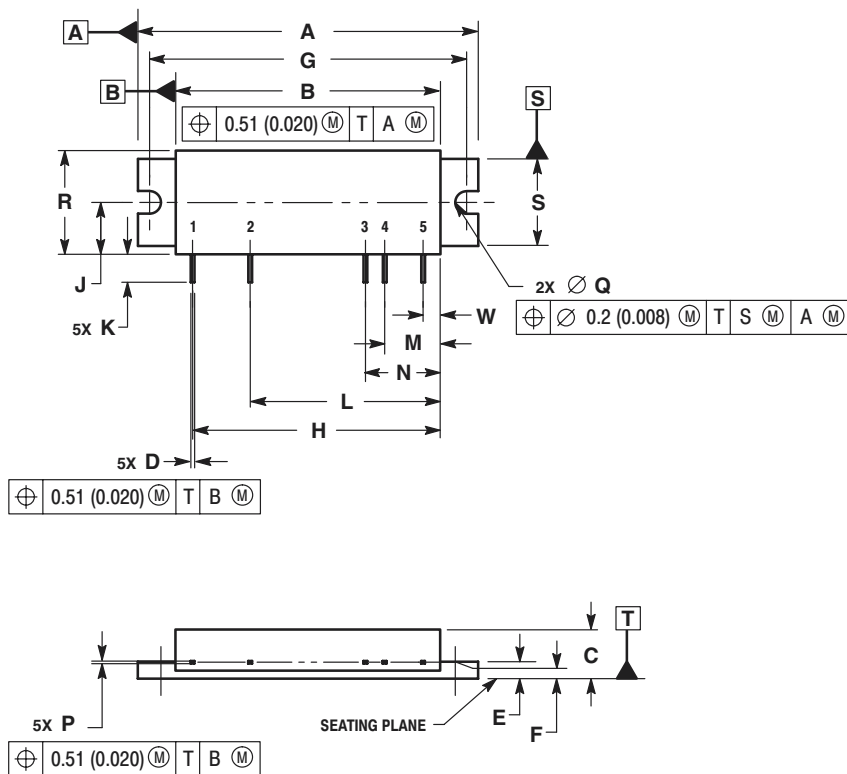 A A
G
B B
S
⌖ 0.51 (0.020) Ⓜ T A Ⓜ
R S
1 2 3 4 5
J
2X ∅ Q
5X K W
⌖ ∅ 0.2 (0.008) Ⓜ T S Ⓜ A Ⓜ
M
N
L
H
5X D
⌖ 0.51 (0.020) Ⓜ T B Ⓜ
T
C
5X P SEATING PLANE E F
⌖ 0.51 (0.020) Ⓜ T B Ⓜ